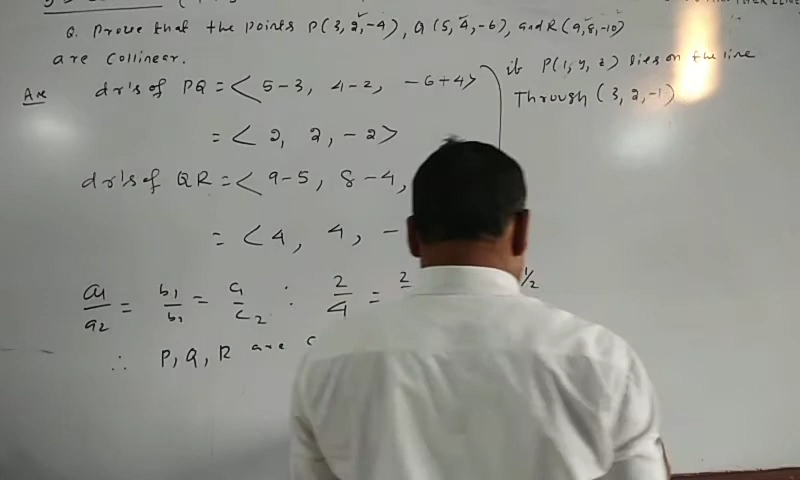 Q. Prove that the points P(3, 2, -4), Q(5, 4, -6), and R(9, 8, -10)
are collinear.
Ans dr's of PQ = < 5-3, 4-2, -6+4>
= < 2, 2, -2>
dr's of QR = < 9-5, 8-4,
= < 4, 4, -
a1/a2 = b1/b2 = c1/c2 : 2/4 = 2 1/2
∴ P, Q, R are c
if P(1, y, z) lies on the line
Through (3, 2, -1)